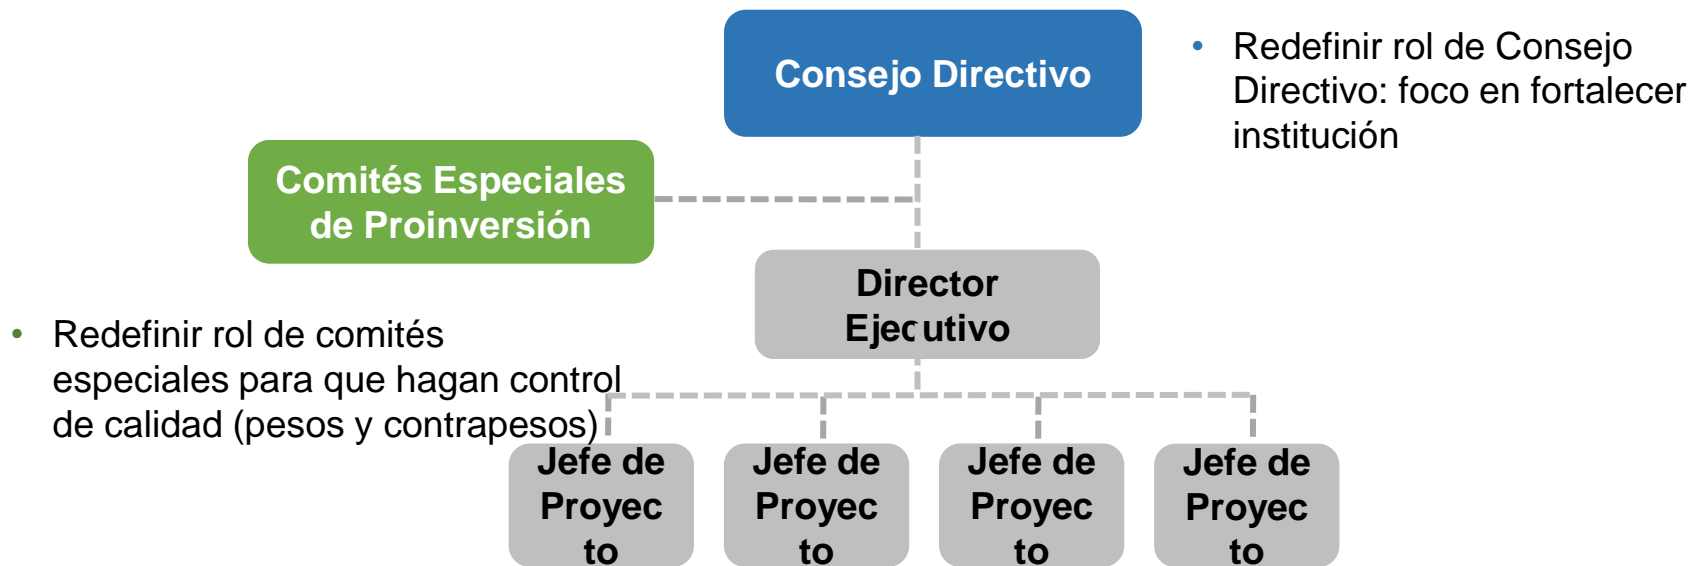 Consejo Directivo
• Redefinir rol de Consejo
Directivo: foco en fortalecer
institución
Comités Especiales
de Proinversión
Director
Ejecutivo
• Redefinir rol de comités
especiales para que hagan control
de calidad (pesos y contrapesos)
Jefe de
Proyec
to
Jefe de
Proyec
to
Jefe de
Proyec
to
Jefe de
Proyec
to